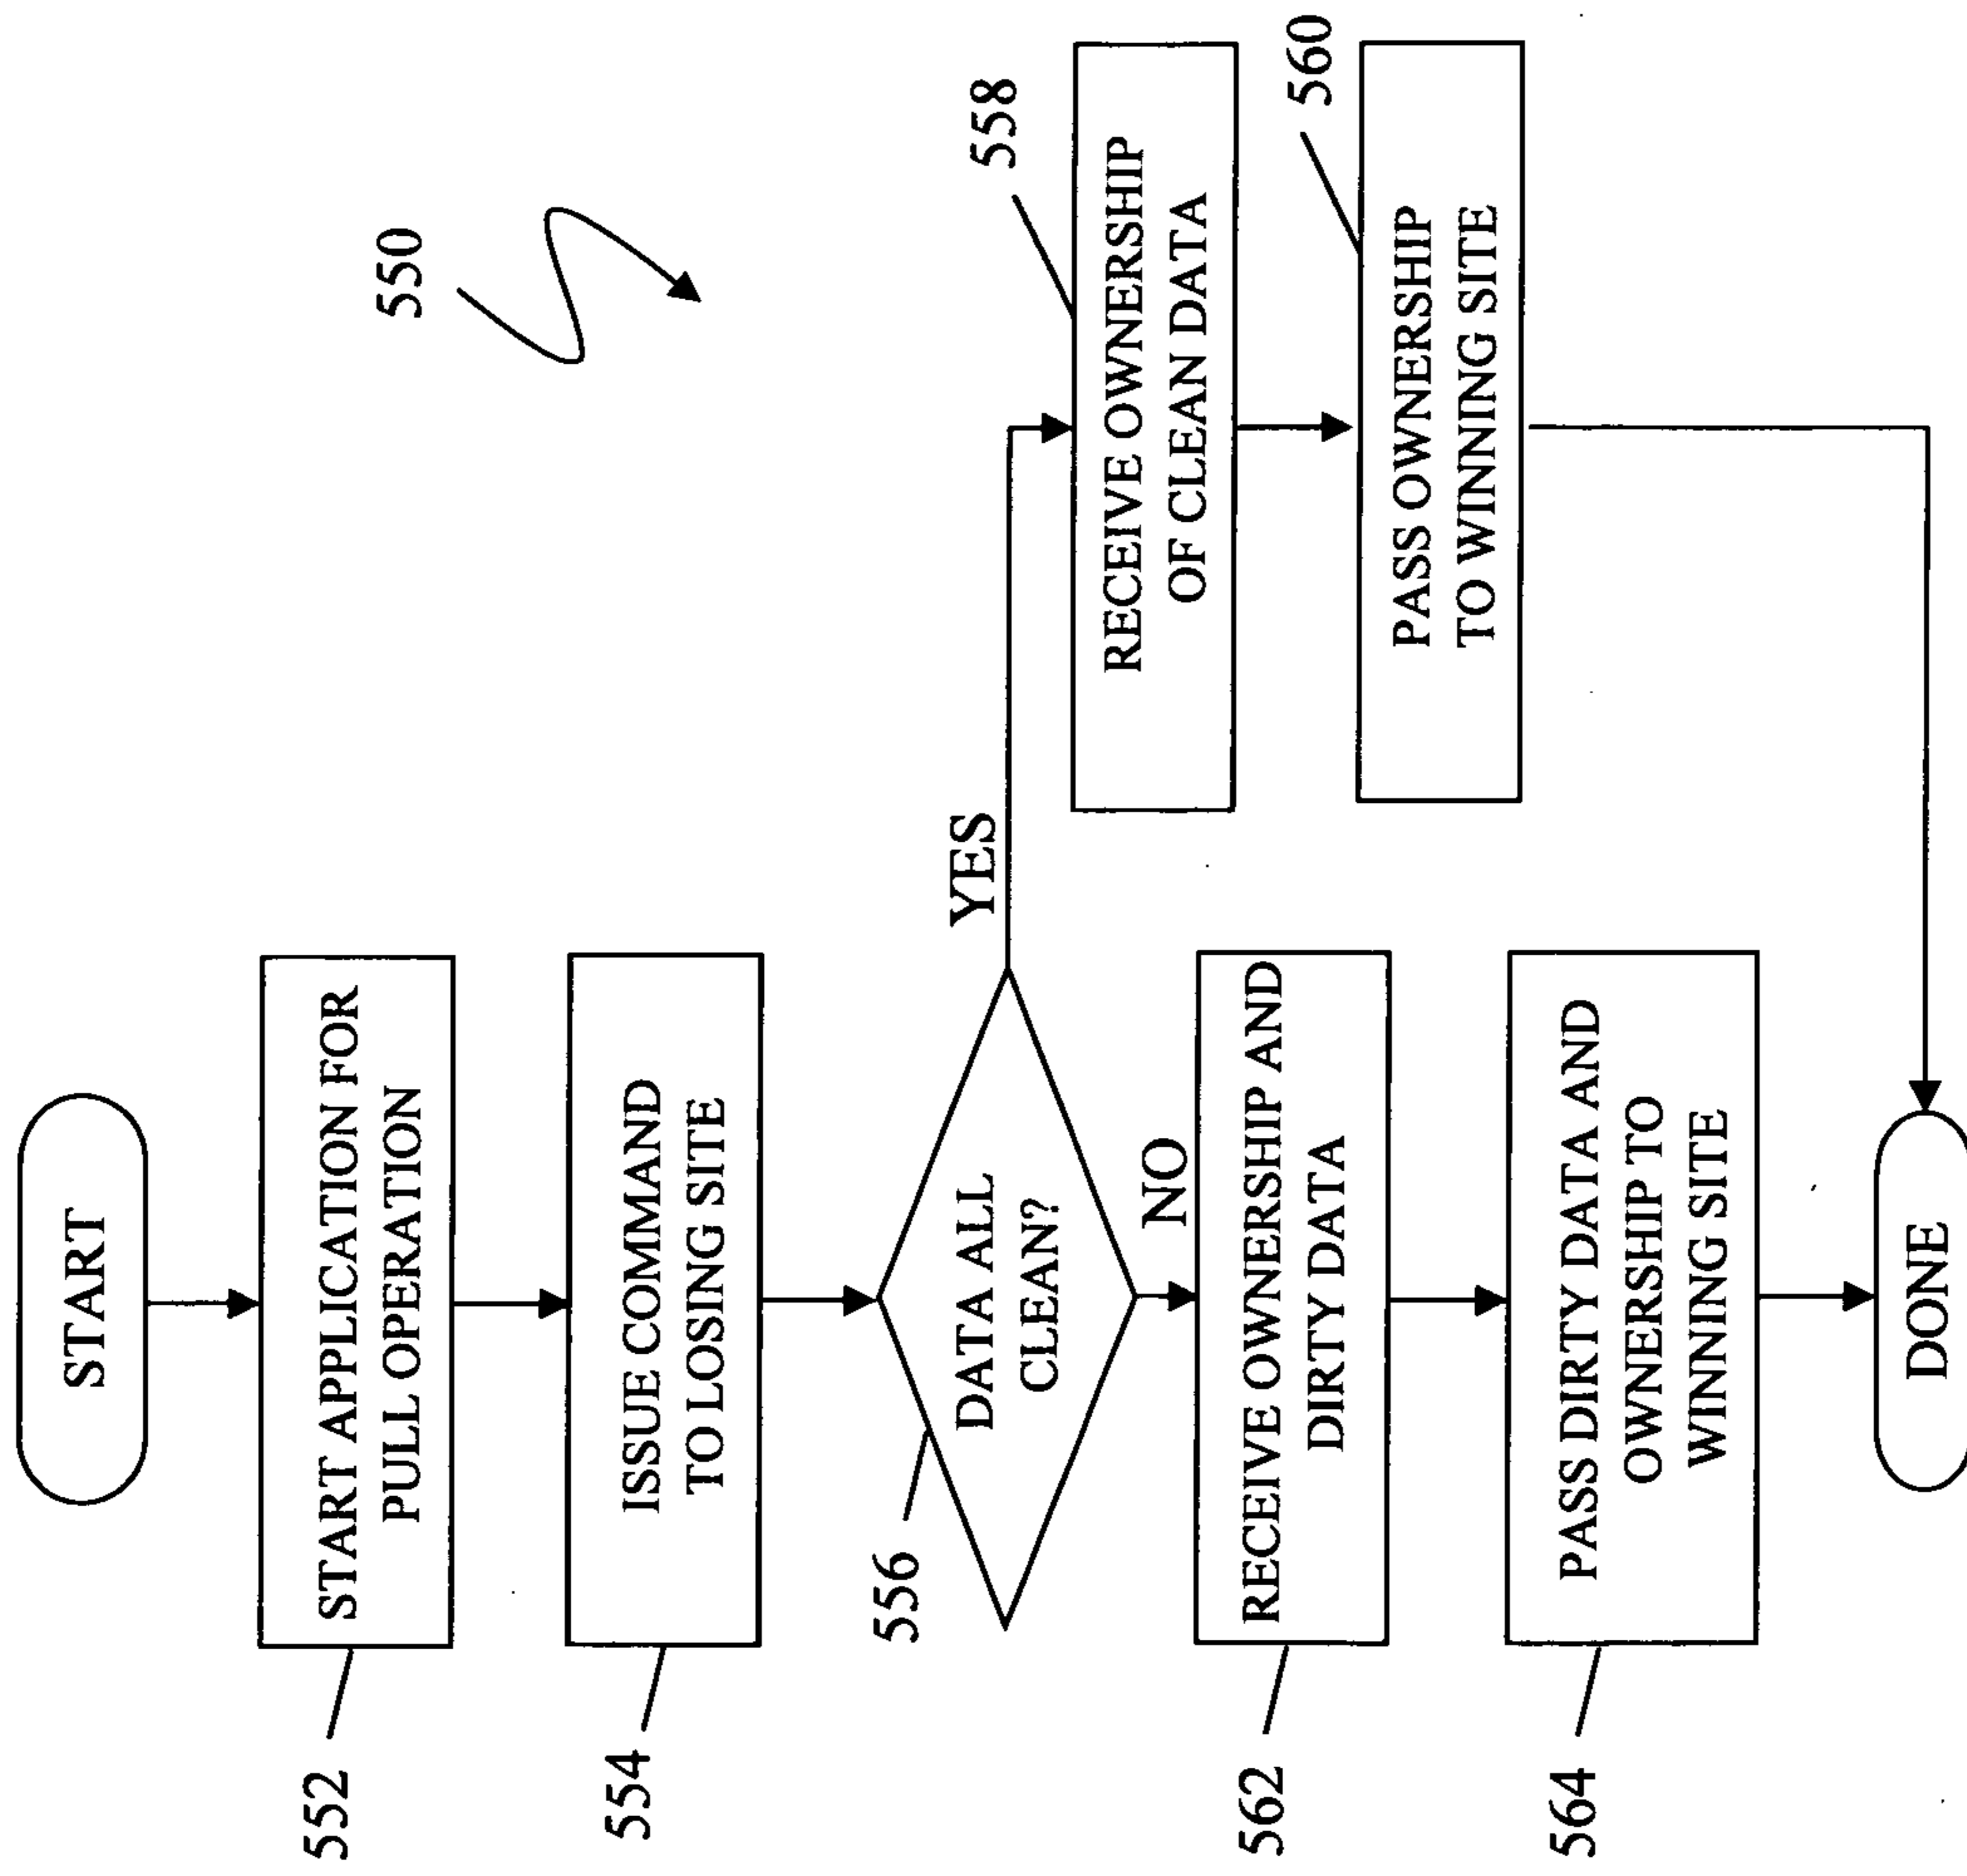 START
550
552
START APPLICATION FOR
PULL OPERATION
554
ISSUE COMMAND
TO LOSING SITE
556
DATA ALL
CLEAN?
YES
558
RECEIVE OWNERSHIP
OF CLEAN DATA
560
PASS OWNERSHIP
TO WINNING SITE
NO
562
RECEIVE OWNERSHIP AND
DIRTY DATA
564
PASS DIRTY DATA AND
OWNERSHIP TO
WINNING SITE
DONE